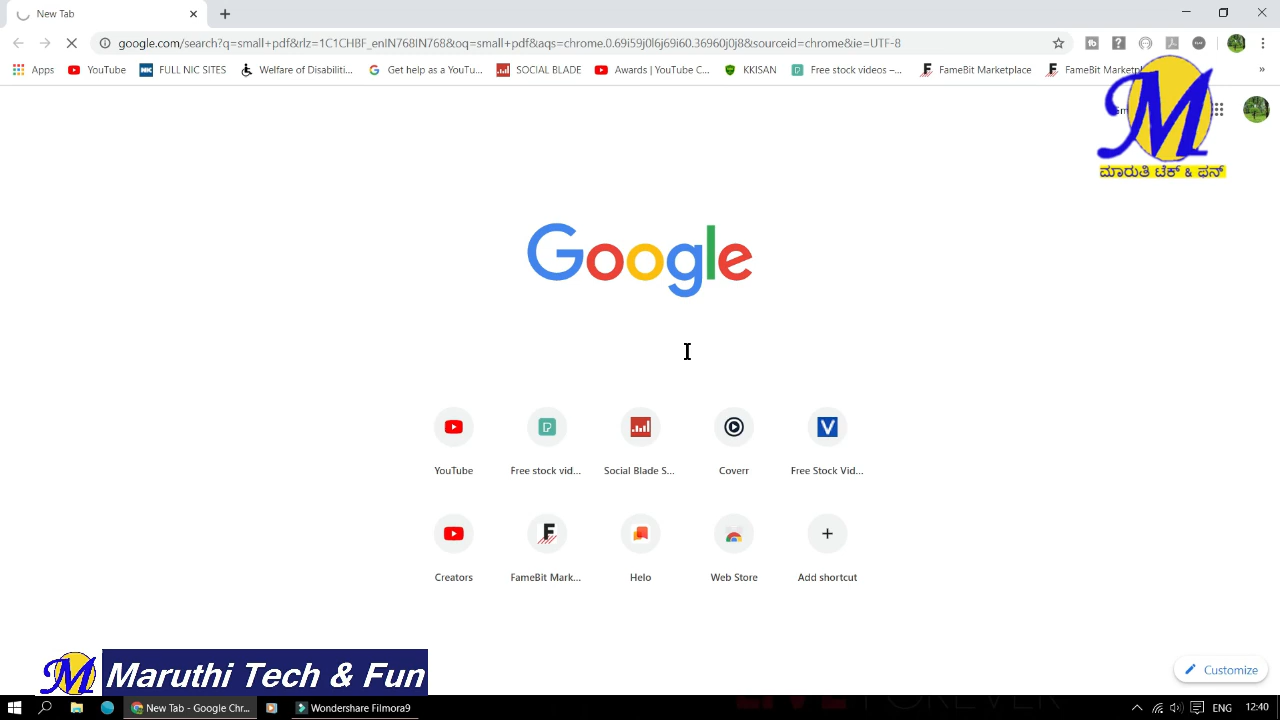 New Tab
google.com/search?q=small+pdf&rlz=1C1CHBF_enIN768IN768&oq=small+pdf&aqs=chrome.0.69i59j0l6j69i60.36960j0j8&sourceid=chrome&ie=UTF-8
Apps YouTube FULL NIC SITES Welfare of Disabiliti... Get help as a YouTu... SOCIAL BLADE Awards | YouTube C... KKISAN Free stock videos –... FameBit Marketplace FameBit Marketpl »
M
ಮಾರುತಿ ಟೆಕ್ & ಫನ್
Google
YouTube Free stock vid... Social Blade S... Coverr Free Stock Vid...
Creators FameBit Mark... Helo Web Store Add shortcut
Customize
M Maruthi Tech & Fun
New Tab - Google Chr... Wondershare Filmora9 ENG 12:40